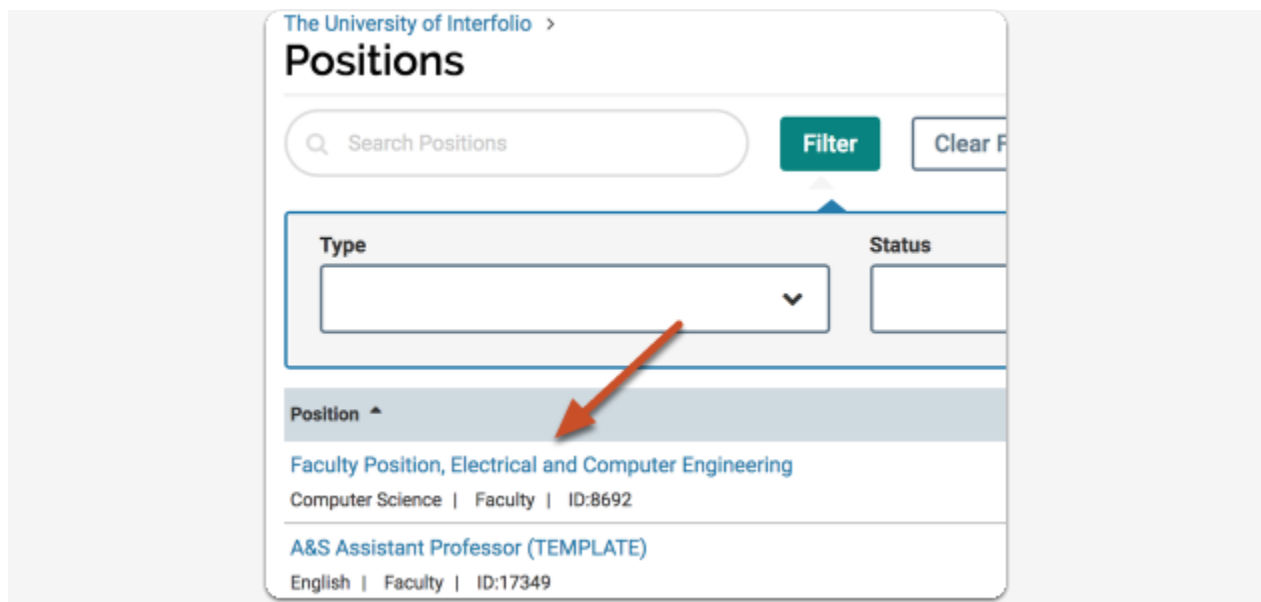 The University of Interfolio >
Positions
Search Positions
Filter
Clear F
Type
Status
Position
Faculty Position, Electrical and Computer Engineering
Computer Science | Faculty | ID:8692
A&S Assistant Professor (TEMPLATE)
English | Faculty | ID:17349